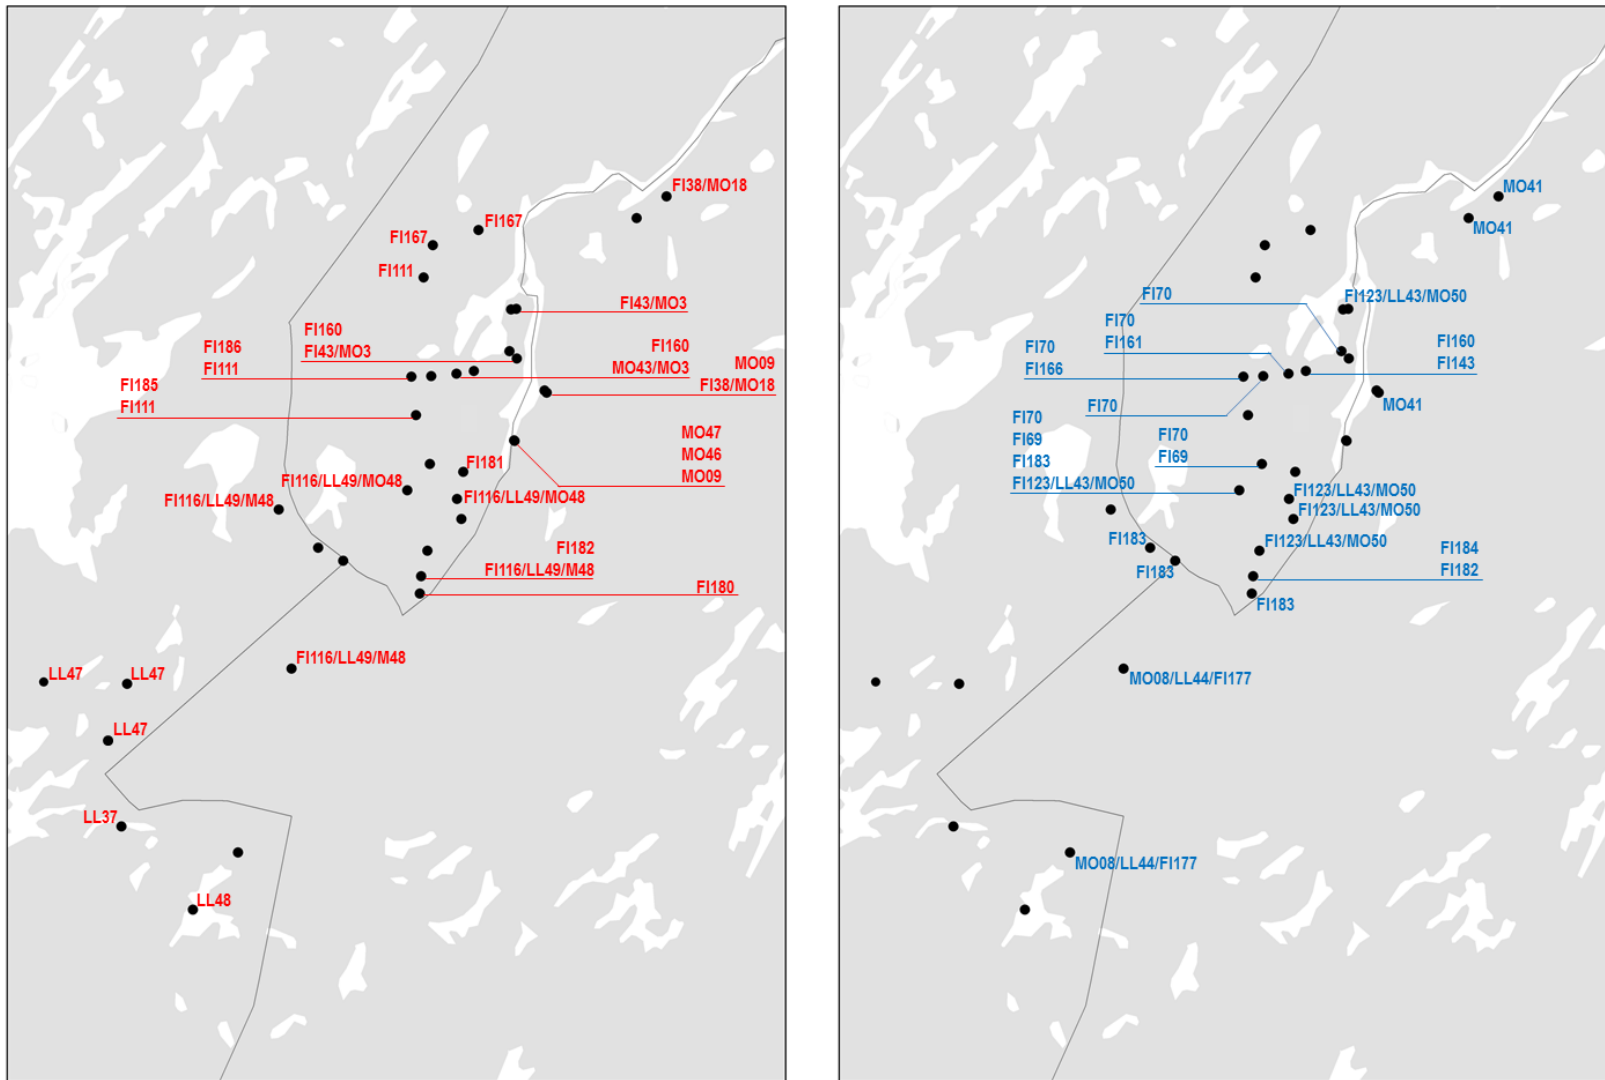 FI38/MO18
FI167
FI167
FI111
FI43/MO3
FI160
FI43/MO3
FI160
MO43/MO3
MO09
FI38/MO18
FI186
FI111
FI185
FI111
MO47
MO46
MO09
FI181
FI116/LL49/MO48
FI116/LL49/MO48
FI116/LL49/M48
FI182
FI116/LL49/M48
FI180
FI116/LL49/M48
LL47
LL47
LL47
LL37
LL48
MO41
MO41
FI70
FI123/LL43/MO50
FI70
FI161
FI160
FI143
FI70
FI166
FI70
MO41
FI70
FI69
FI183
FI123/LL43/MO50
FI70
FI69
FI123/LL43/MO50
FI123/LL43/MO50
FI123/LL43/MO50
FI183
FI183
FI184
FI182
FI183
MO08/LL44/FI177
MO08/LL44/FI177